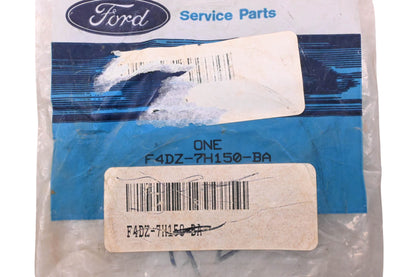 Ford
Service Parts
ONE
F4DZ-7H150-BA
F4DZ-7H150-BA